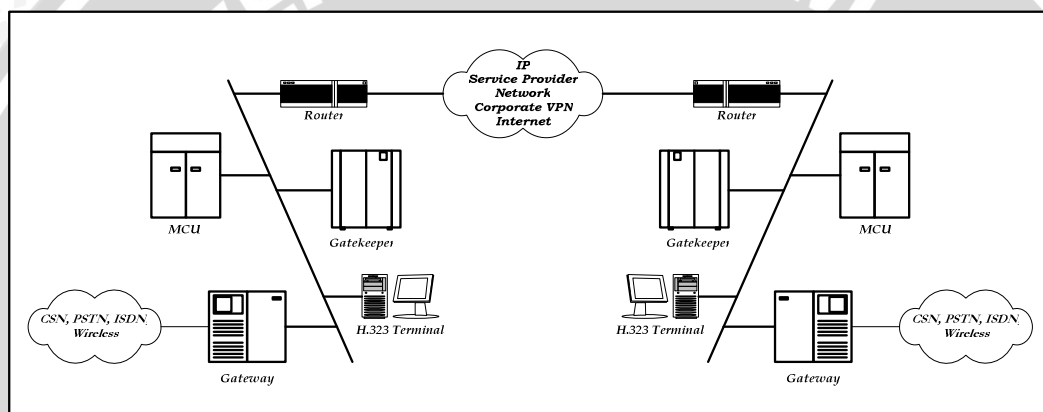 IP
Service Provider
Network
Corporate VPN
Internet
Router
Router
MCU
Gatekeeper
Gatekeeper
MCU
CSN, PSTN, ISDN,
Wireless
H.323 Terminal
H.323 Terminal
CSN, PSTN, ISDN,
Wireless
Gateway
Gateway